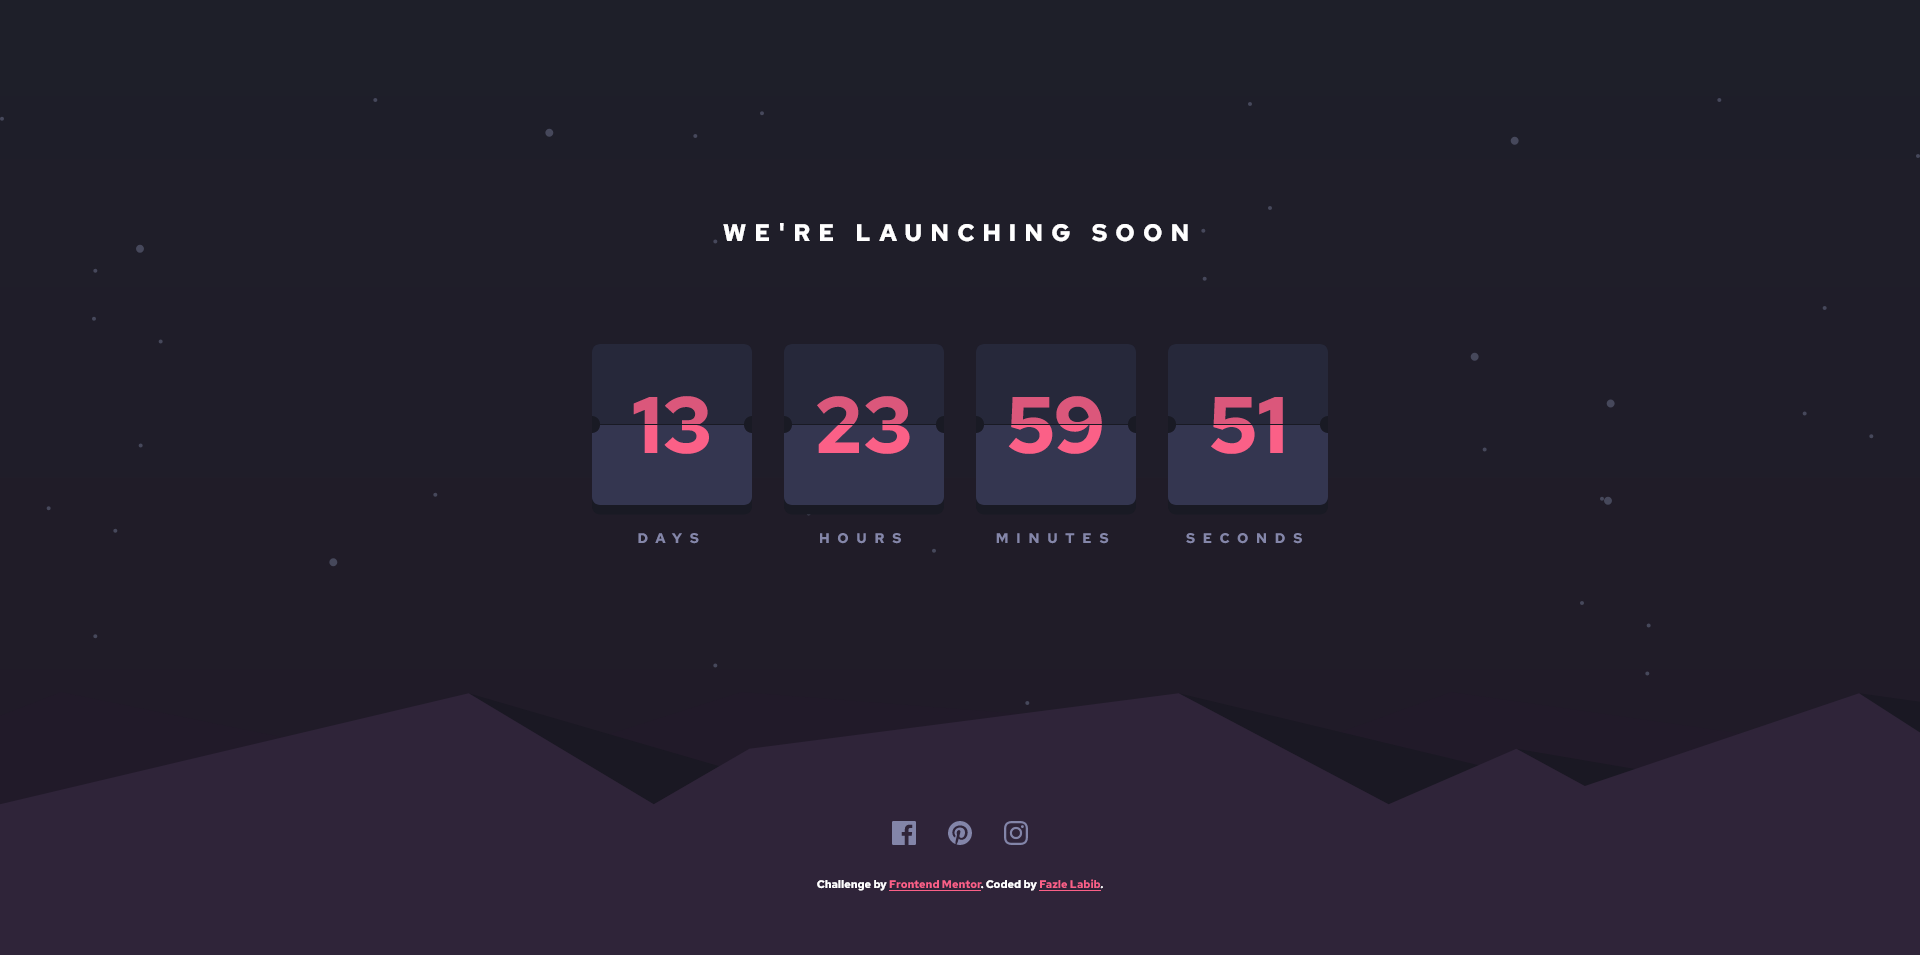 WE'RE LAUNCHING SOON
13 23 59 51
DAYS HOURS MINUTES SECONDS
Challenge by Frontend Mentor. Coded by Fazle Labib.